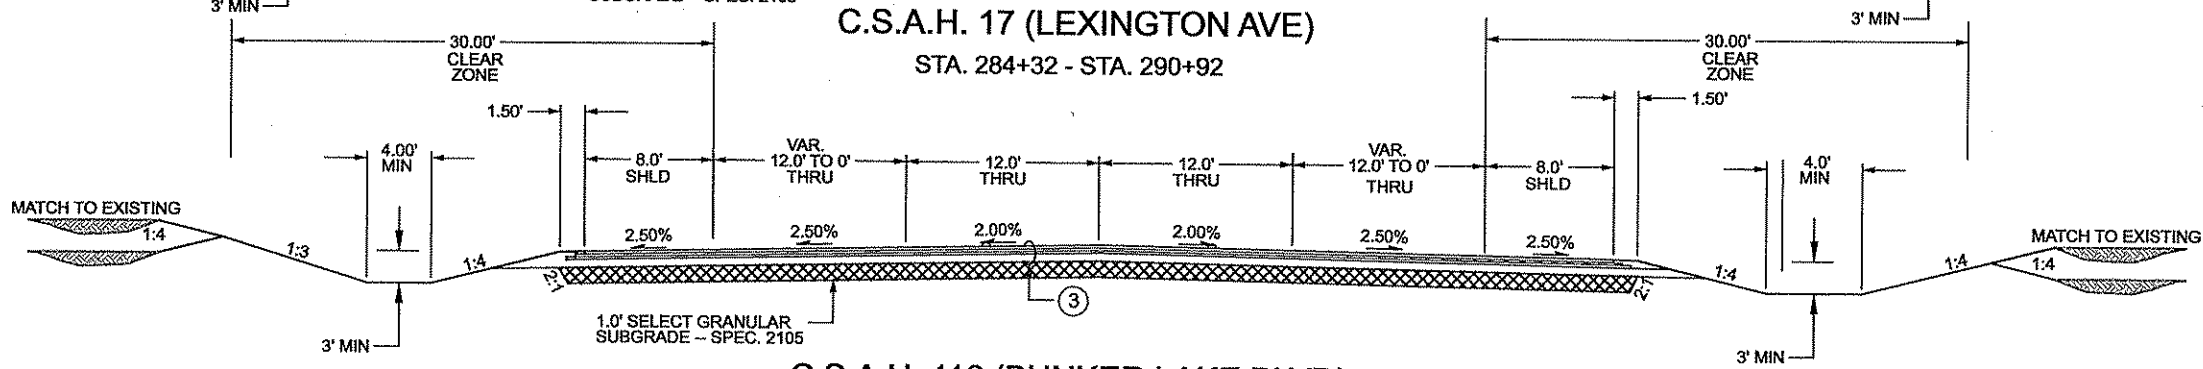 3' MIN
3' MIN
C.S.A.H. 17 (LEXINGTON AVE)
STA. 284+32 - STA. 290+92
30.00'
CLEAR
ZONE
30.00'
CLEAR
ZONE
1.50'
1.50'
4.00'
MIN
8.0'
SHLD
VAR.
12.0' TO 0'
THRU
12.0'
THRU
12.0'
THRU
VAR.
12.0' TO 0'
THRU
8.0'
SHLD
4.0'
MIN
MATCH TO EXISTING
MATCH TO EXISTING
1:4
1:3
1:4
2.50%
2.50%
2.00%
2.00%
2.50%
2.50%
1:4
1:4
1:4
2:1
2:1
3
1.0' SELECT GRANULAR
SUBGRADE – SPEC. 2105
3' MIN
3' MIN